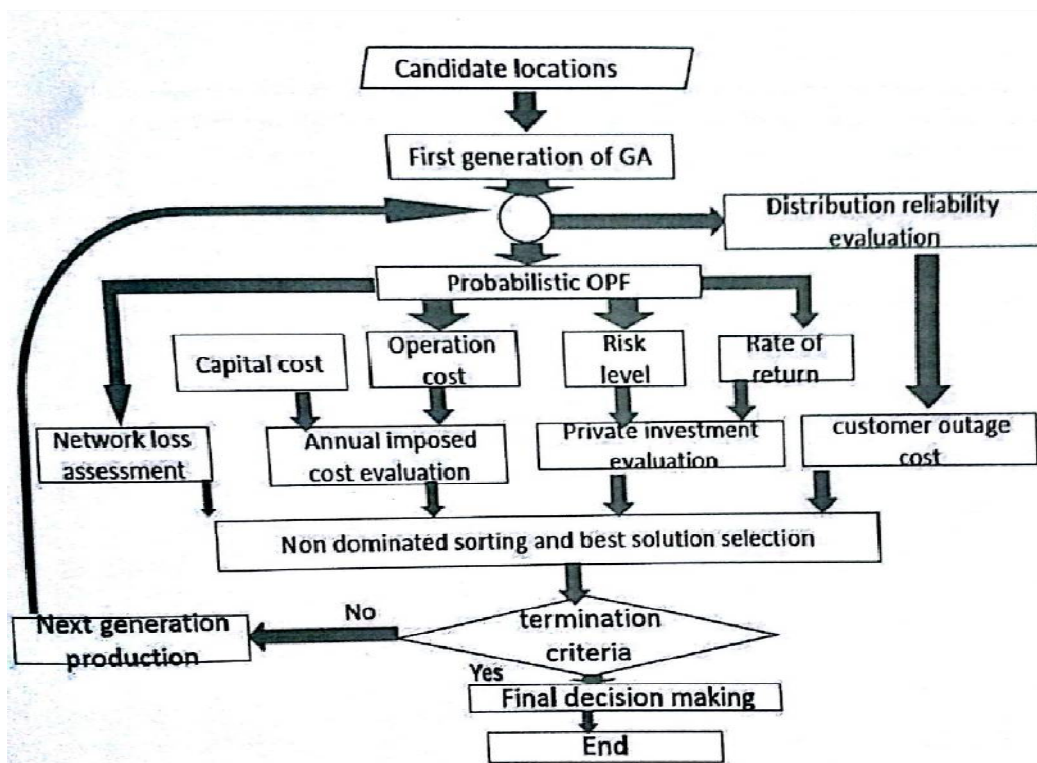 Candidate locations
First generation of GA
Distribution reliability
evaluation
Probabilistic OPF
Capital cost
Operation
cost
Risk
level
Rate of
return
Network loss
assessment
Annual imposed
cost evaluation
Private investment
evaluation
customer outage
cost
Non dominated sorting and best solution selection
No
termination
criteria
Next generation
production
Yes
Final decision making
End